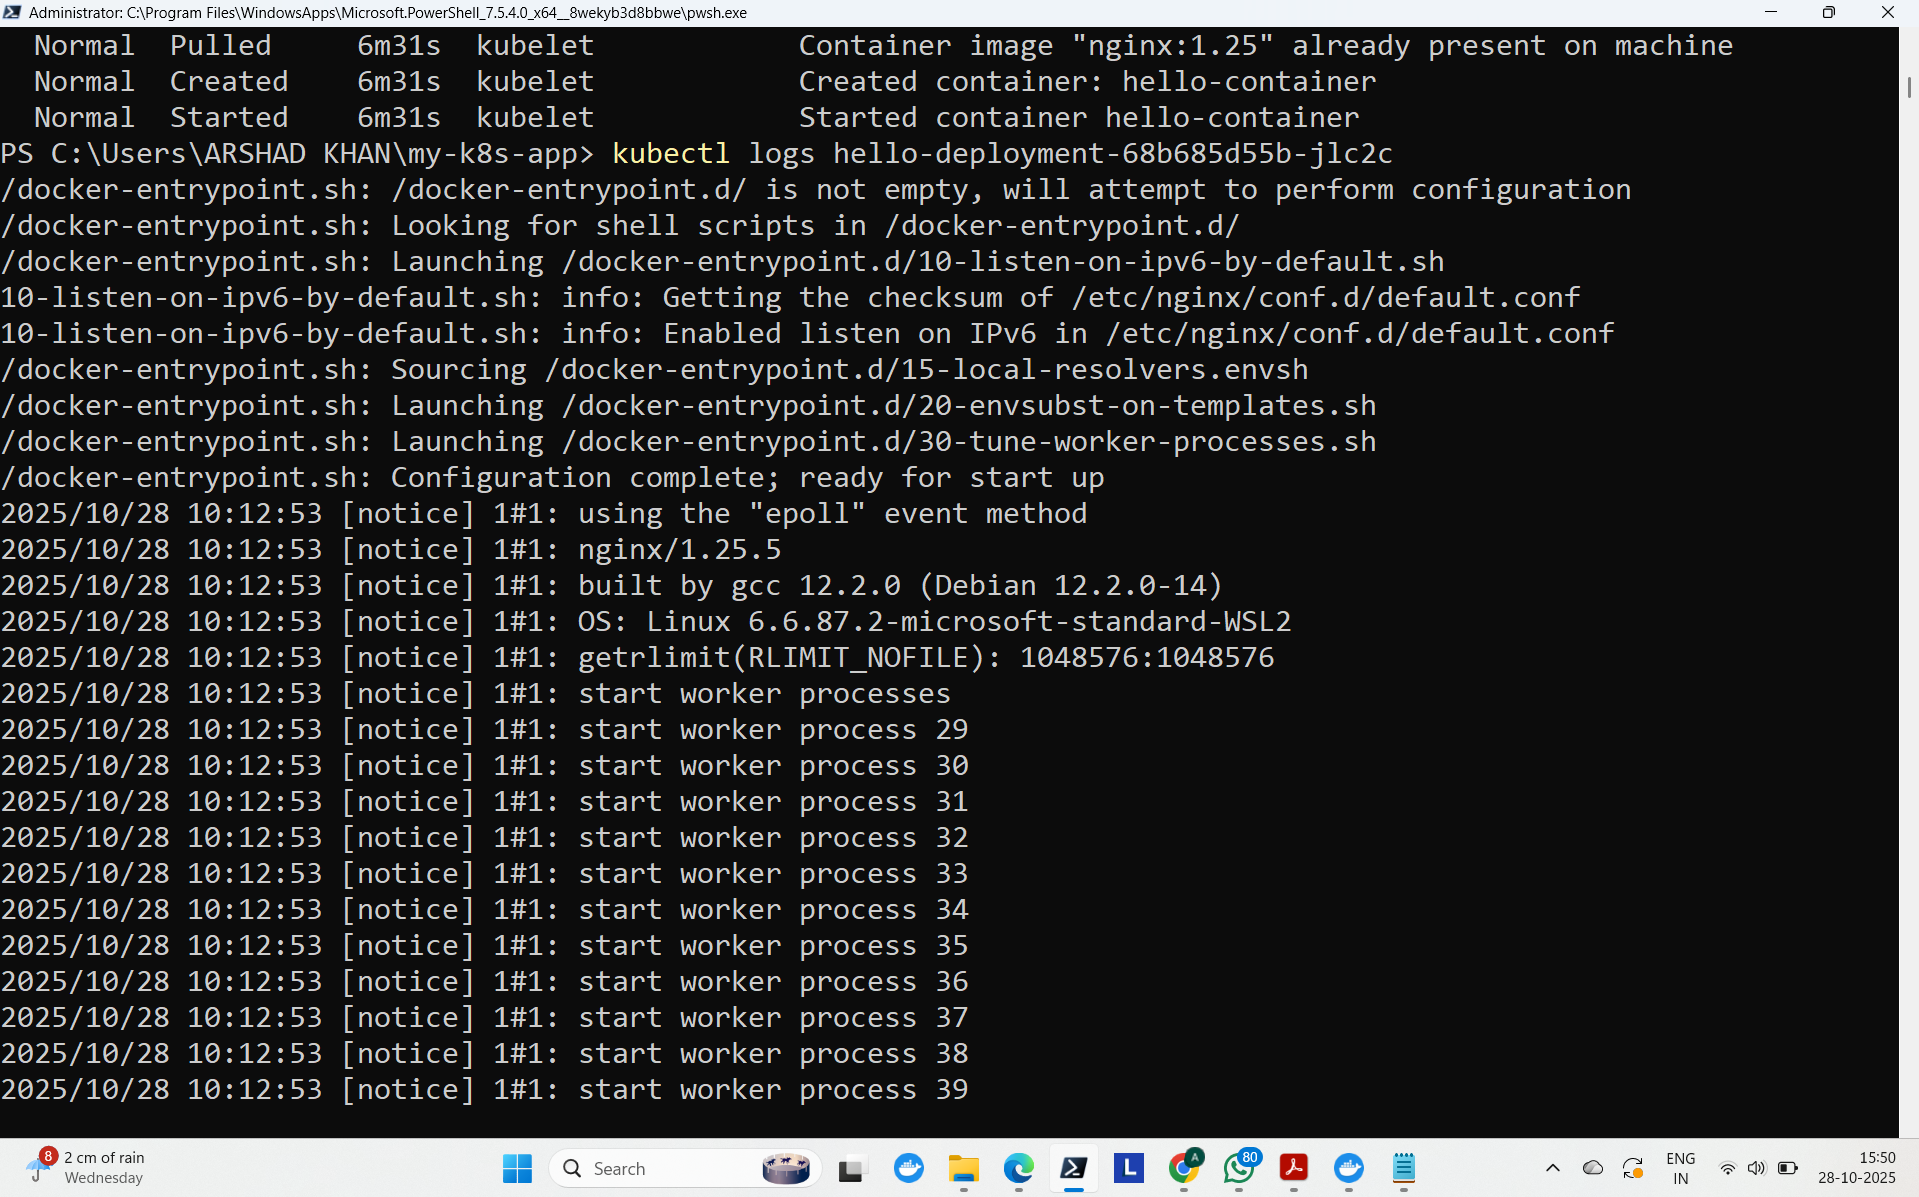 Administrator: C:\Program Files\WindowsApps\Microsoft.PowerShell_7.5.4.0_x64__8wekyb3d8bbwe\pwsh.exe
  Normal  Pulled     6m31s  kubelet            Container image "nginx:1.25" already present on machine
  Normal  Created    6m31s  kubelet            Created container: hello-container
  Normal  Started    6m31s  kubelet            Started container hello-container
PS C:\Users\ARSHAD KHAN\my-k8s-app> kubectl logs hello-deployment-68b685d55b-jlc2c
/docker-entrypoint.sh: /docker-entrypoint.d/ is not empty, will attempt to perform configuration
/docker-entrypoint.sh: Looking for shell scripts in /docker-entrypoint.d/
/docker-entrypoint.sh: Launching /docker-entrypoint.d/10-listen-on-ipv6-by-default.sh
10-listen-on-ipv6-by-default.sh: info: Getting the checksum of /etc/nginx/conf.d/default.conf
10-listen-on-ipv6-by-default.sh: info: Enabled listen on IPv6 in /etc/nginx/conf.d/default.conf
/docker-entrypoint.sh: Sourcing /docker-entrypoint.d/15-local-resolvers.envsh
/docker-entrypoint.sh: Launching /docker-entrypoint.d/20-envsubst-on-templates.sh
/docker-entrypoint.sh: Launching /docker-entrypoint.d/30-tune-worker-processes.sh
/docker-entrypoint.sh: Configuration complete; ready for start up
2025/10/28 10:12:53 [notice] 1#1: using the "epoll" event method
2025/10/28 10:12:53 [notice] 1#1: nginx/1.25.5
2025/10/28 10:12:53 [notice] 1#1: built by gcc 12.2.0 (Debian 12.2.0-14)
2025/10/28 10:12:53 [notice] 1#1: OS: Linux 6.6.87.2-microsoft-standard-WSL2
2025/10/28 10:12:53 [notice] 1#1: getrlimit(RLIMIT_NOFILE): 1048576:1048576
2025/10/28 10:12:53 [notice] 1#1: start worker processes
2025/10/28 10:12:53 [notice] 1#1: start worker process 29
2025/10/28 10:12:53 [notice] 1#1: start worker process 30
2025/10/28 10:12:53 [notice] 1#1: start worker process 31
2025/10/28 10:12:53 [notice] 1#1: start worker process 32
2025/10/28 10:12:53 [notice] 1#1: start worker process 33
2025/10/28 10:12:53 [notice] 1#1: start worker process 34
2025/10/28 10:12:53 [notice] 1#1: start worker process 35
2025/10/28 10:12:53 [notice] 1#1: start worker process 36
2025/10/28 10:12:53 [notice] 1#1: start worker process 37
2025/10/28 10:12:53 [notice] 1#1: start worker process 38
2025/10/28 10:12:53 [notice] 1#1: start worker process 39
8
2 cm of rain
Wednesday
Search
L
A
80
ENG
IN
15:50
28-10-2025